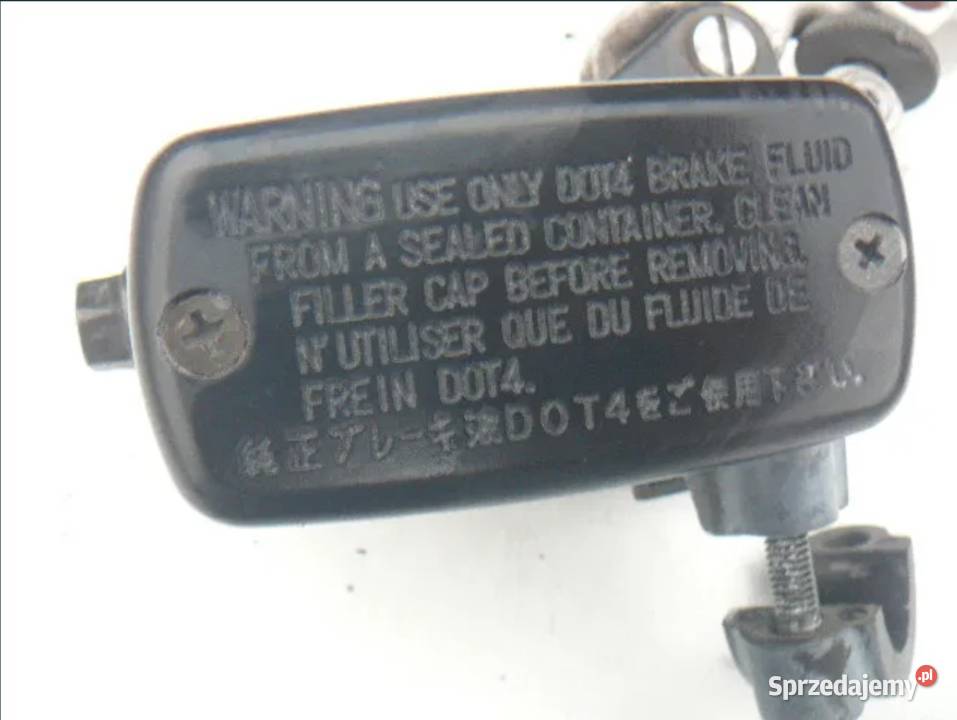 WARNING USE ONLY DOT4 BRAKE FLUID
FROM A SEALED CONTAINER. CLEAN
FILLER CAP BEFORE REMOVING.
N'UTILISER QUE DU FLUIDE DE
FREIN DOT4.
純正ブレーキ液DOT4をご使用下さい.
Sprzedajemy.pl